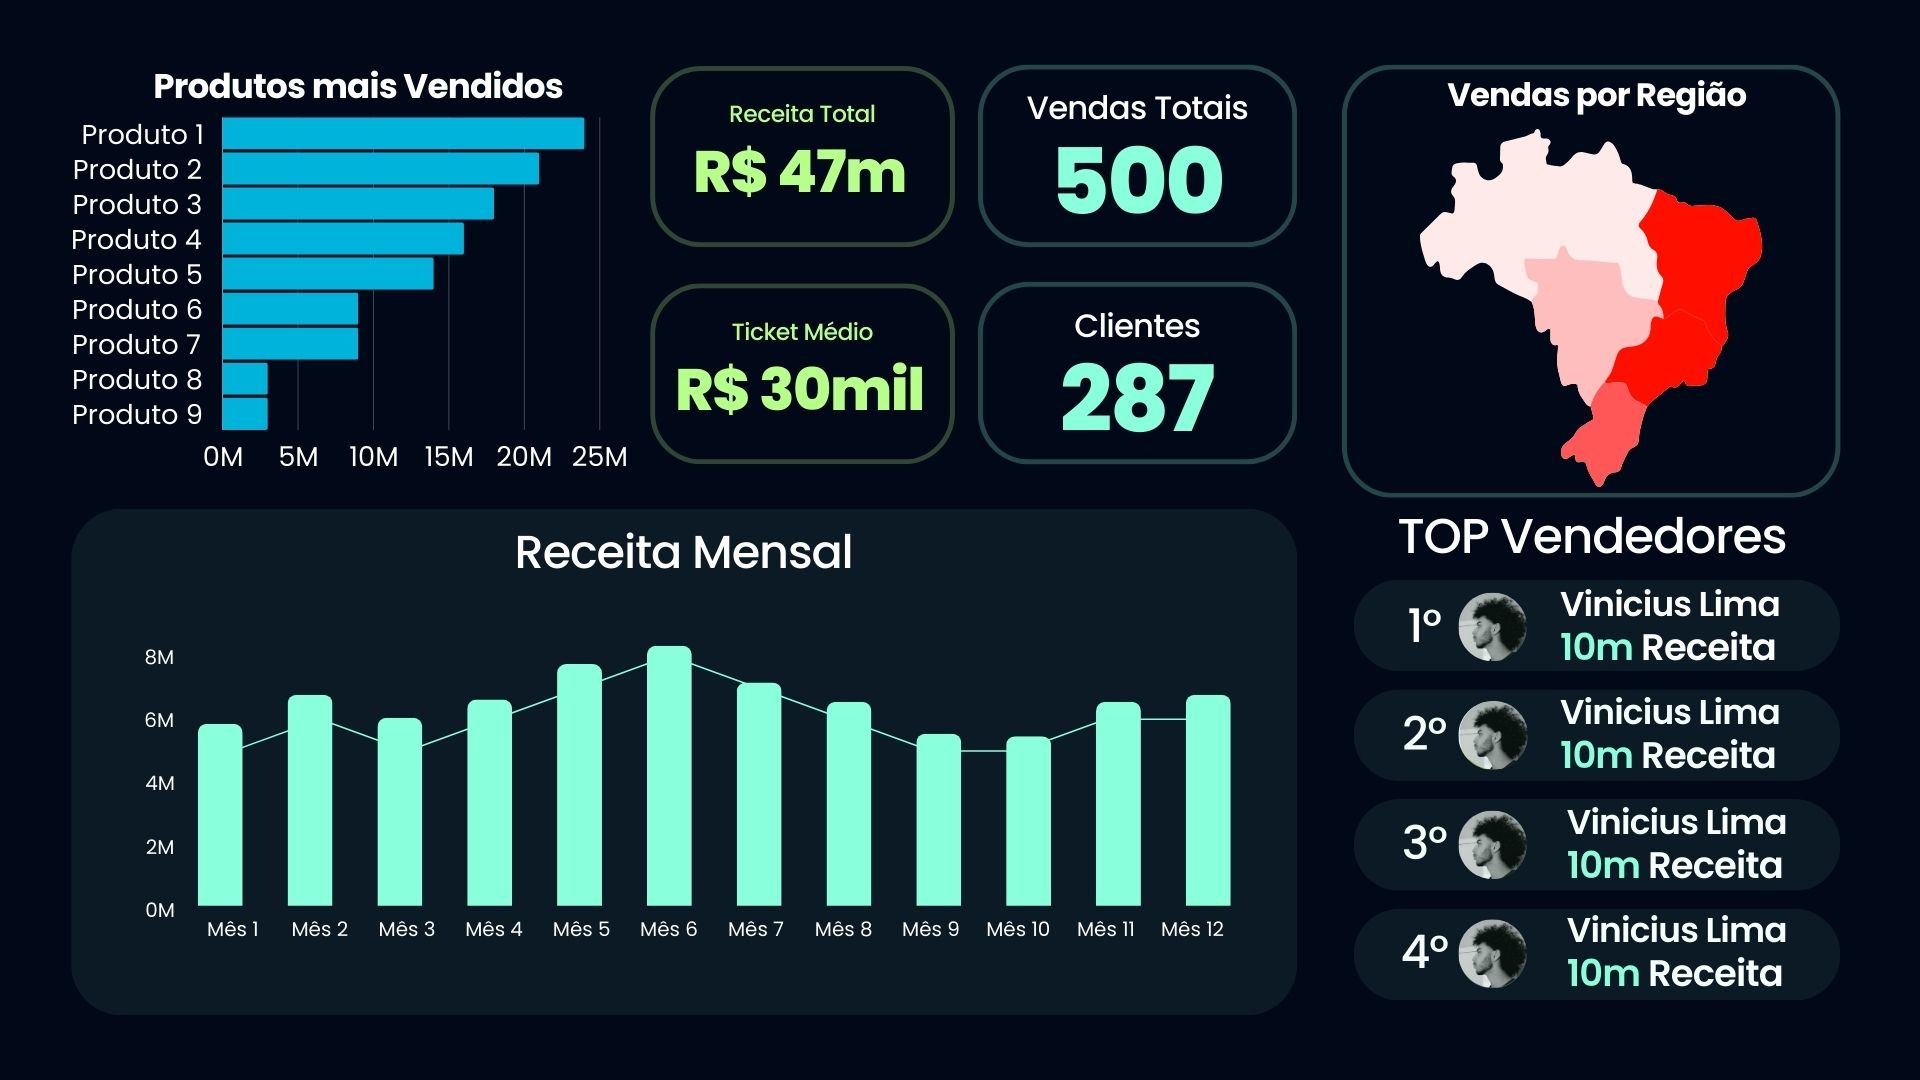 Produtos mais Vendidos
Produto 1
Produto 2
Produto 3
Produto 4
Produto 5
Produto 6
Produto 7
Produto 8
Produto 9
0M 5M 10M 15M 20M 25M
Receita Total
R$ 47m
Vendas Totais
500
Ticket Médio
R$ 30mil
Clientes
287
Vendas por Região
Receita Mensal
8M
6M
4M
2M
0M
Mês 1 Mês 2 Mês 3 Mês 4 Mês 5 Mês 6 Mês 7 Mês 8 Mês 9 Mês 10 Mês 11 Mês 12
TOP Vendedores
1º
Vinicius Lima
10m Receita
2º
Vinicius Lima
10m Receita
3º
Vinicius Lima
10m Receita
4º
Vinicius Lima
10m Receita